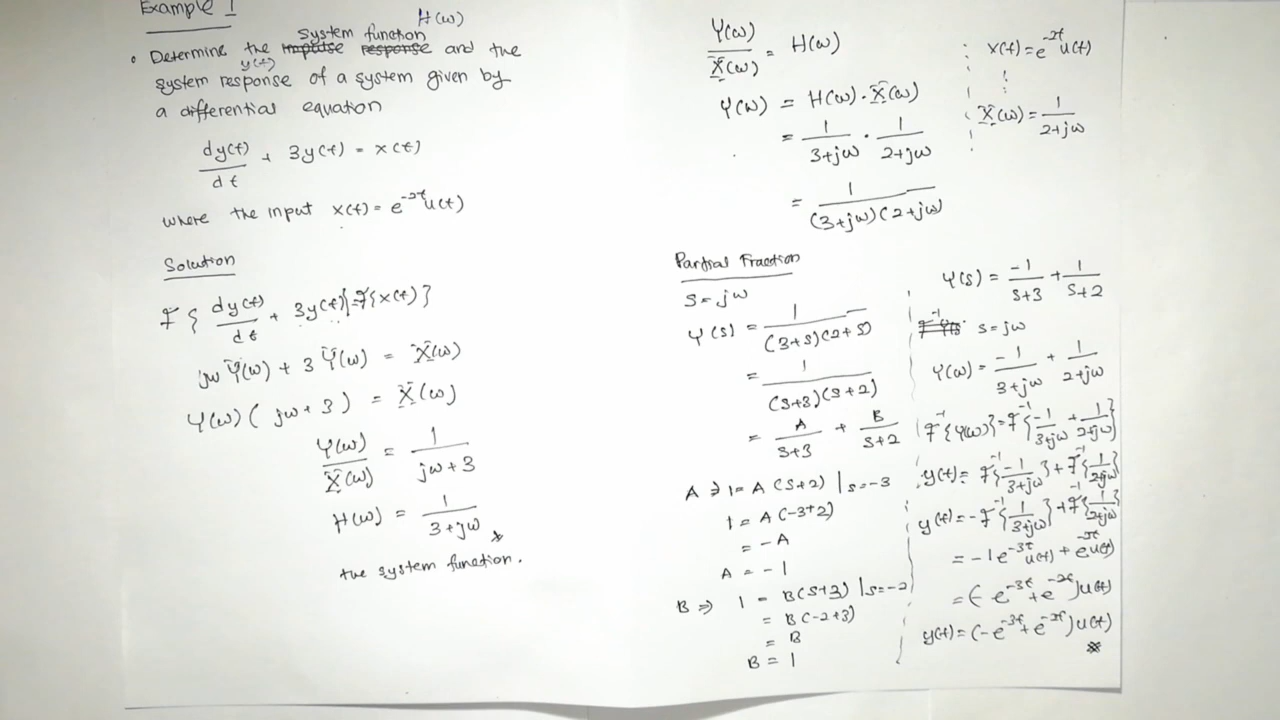 Example 1
H(ω)
system function
• Determine the impulse response and the
y(t)
system response of a system given by
a differential equation
dy(t)/dt + 3y(t) = x(t)
where the input x(t) = e^-2t u(t)
Solution
F{ dy(t)/dt + 3y(t)} = F{x(t)}
jω Y(ω) + 3 Y(ω) = X(ω)
Y(ω) ( jω + 3 ) = X(ω)
Y(ω)/X(ω) = 1/(jω + 3)
H(ω) = 1/(3+jω)
the system function.
Y(ω)/X(ω) = H(ω)
Y(ω) = H(ω) . X(ω)
= 1/(3+jω) . 1/(2+jω)
= 1/((3+jω)(2+jω))
x(t) = e^-2t u(t)
X(ω) = 1/(2+jω)
Partial Fraction
s = jω
Y(s) = 1/((3+s)(2+s))
= 1/((s+3)(s+2))
= A/(s+3) + B/(s+2)
A ⇒ 1 = A(s+2) | s=-3
1 = A(-3+2)
= -A
A = -1
B ⇒ 1 = B(s+3) | s=-2
= B(-2+3)
= B
B = 1
Y(s) = -1/(s+3) + 1/(s+2)
s = jω
Y(ω) = -1/(3+jω) + 1/(2+jω)
F^-1{Y(ω)} = F^-1{-1/(3+jω) + 1/(2+jω)}
y(t) = F^-1{-1/(3+jω)} + F^-1{1/(2+jω)}
y(t) = -F^-1{1/(3+jω)} + F^-1{1/(2+jω)}
= -1e^-3t u(t) + e^-2t u(t)
= (-e^-3t + e^-2t)u(t)
y(t) = (-e^-3t + e^-2t)u(t)